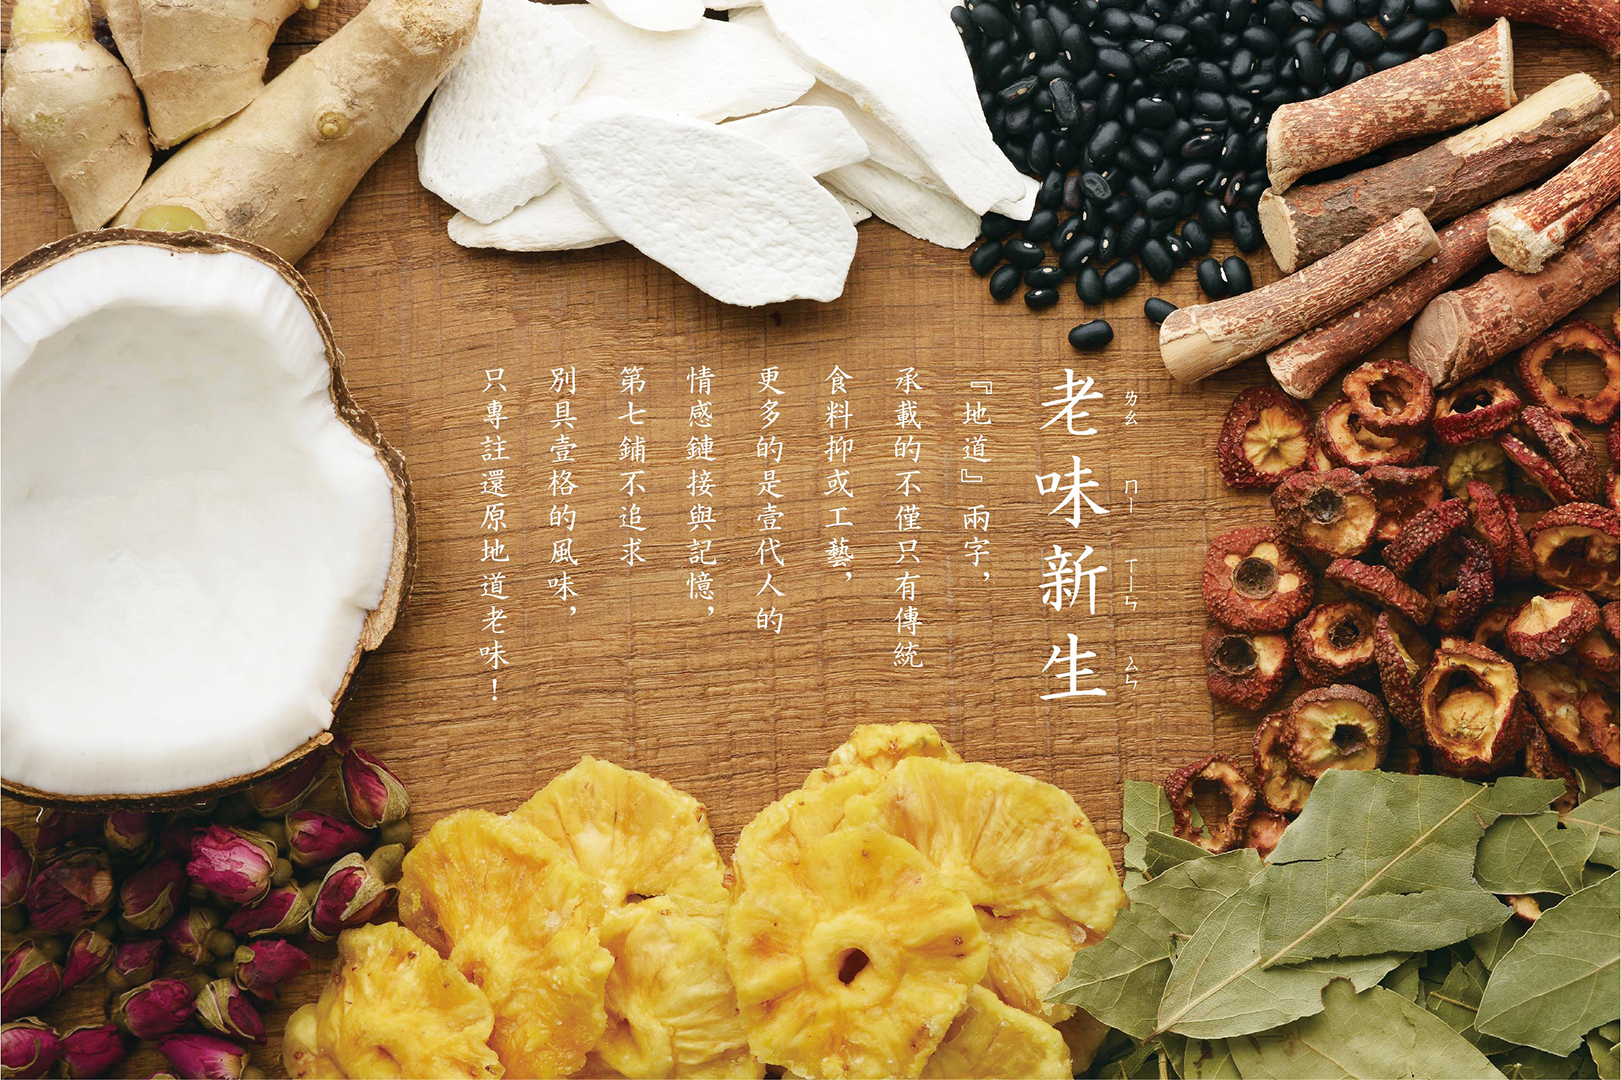 老味新生
ㄌㄠ ㄇㄧ ㄒㄧㄣ ㄙㄣ
『地道』兩字，
承載的不僅只有傳統
食料抑或工藝，
更多的是壹代人的
情感鏈接與記憶，
第七鋪不追求
別具壹格的風味，
只專註還原地道老味！